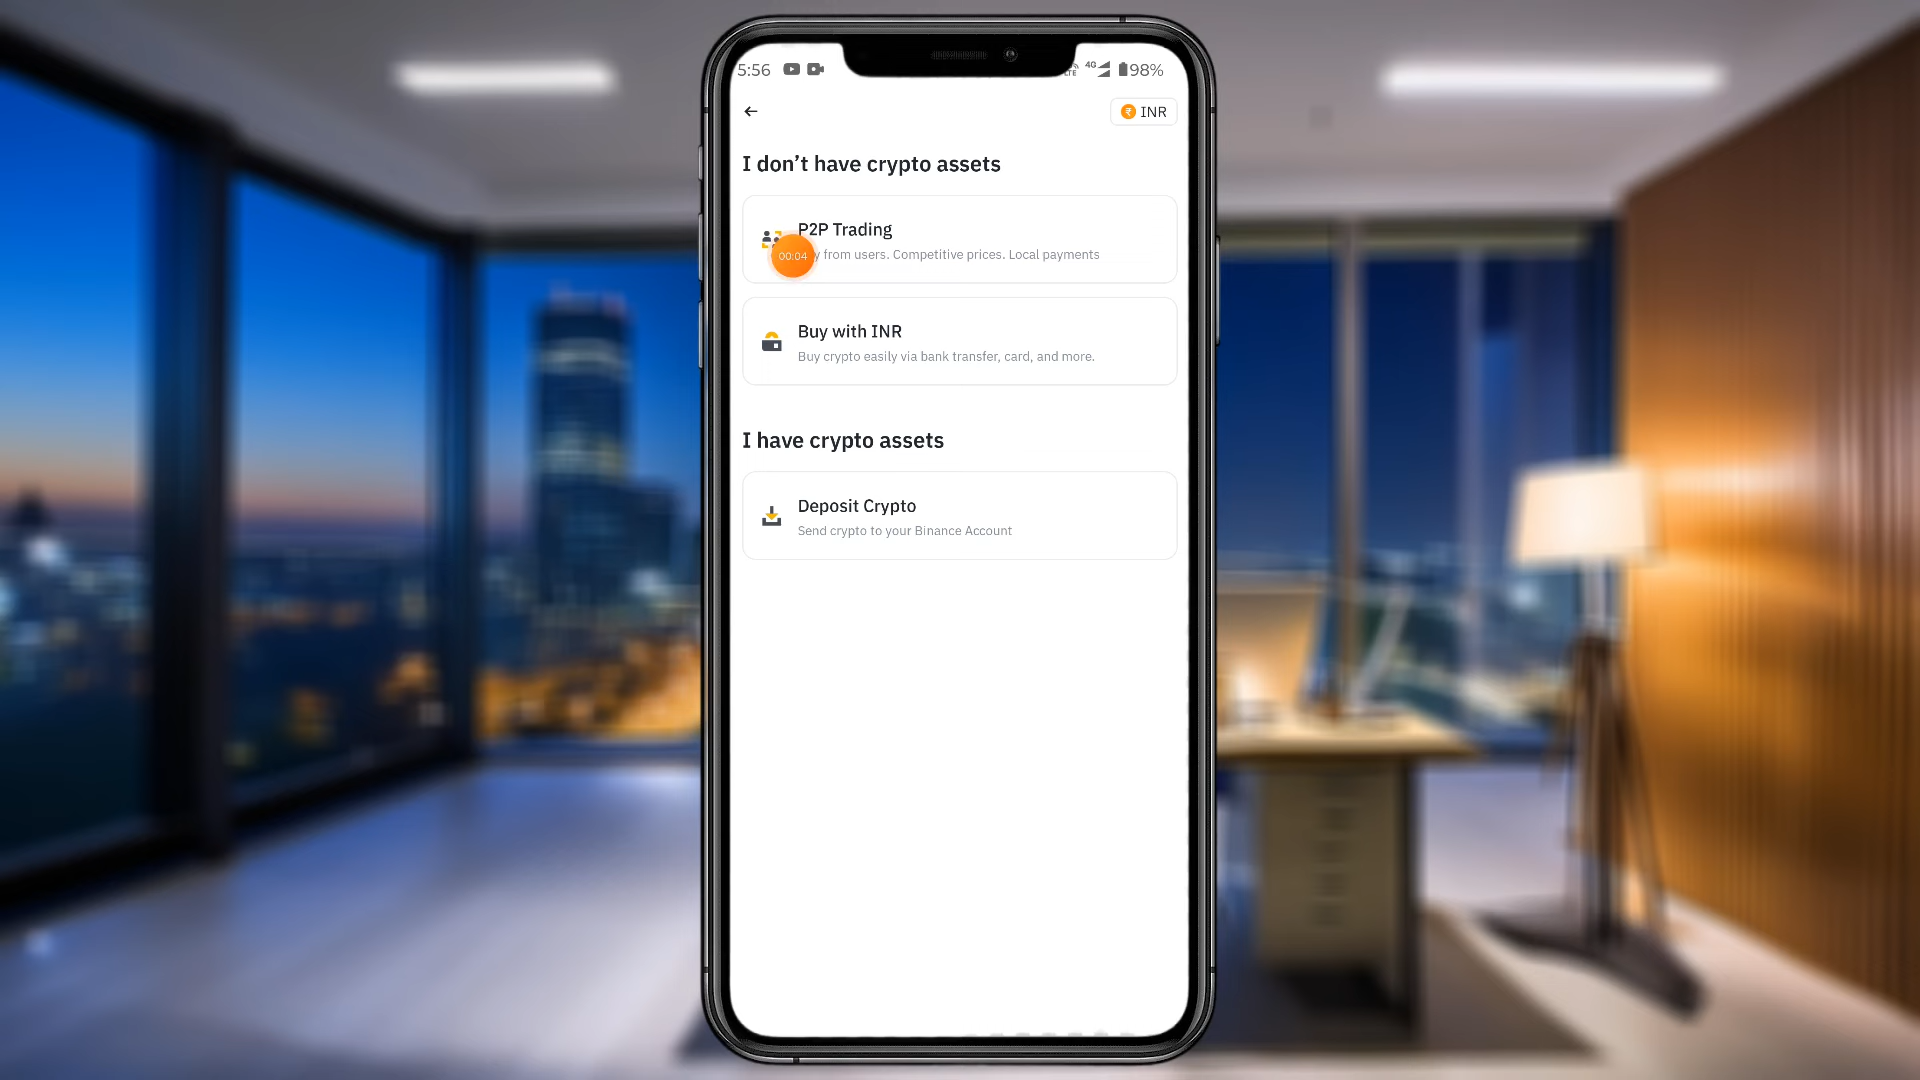 5:56
4G
LTE
98%
INR
I don't have crypto assets
P2P Trading
00:04
y from users. Competitive prices. Local payments
Buy with INR
Buy crypto easily via bank transfer, card, and more.
I have crypto assets
Deposit Crypto
Send crypto to your Binance Account